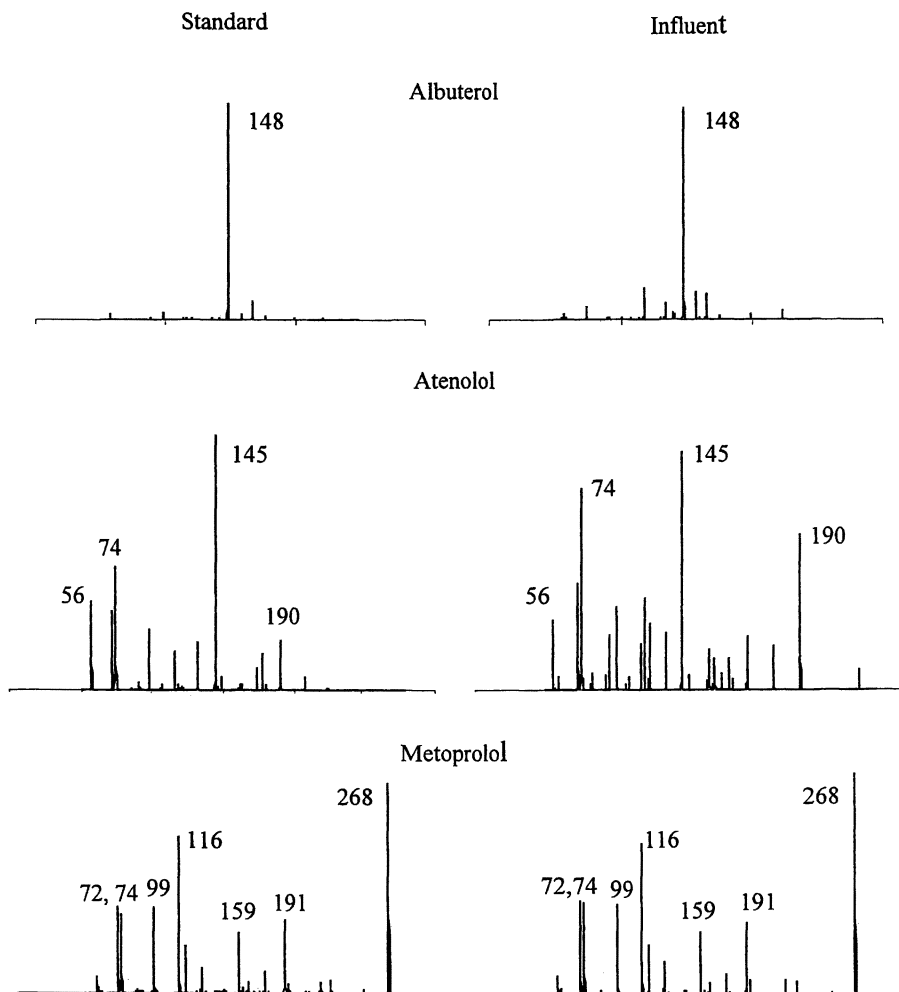 Standard Influent
Albuterol
148 148
Atenolol
145 145
74 74
190
56 56
190
Metoprolol
268 268
116 116
72, 74 99 72,74 99
159 191 159 191